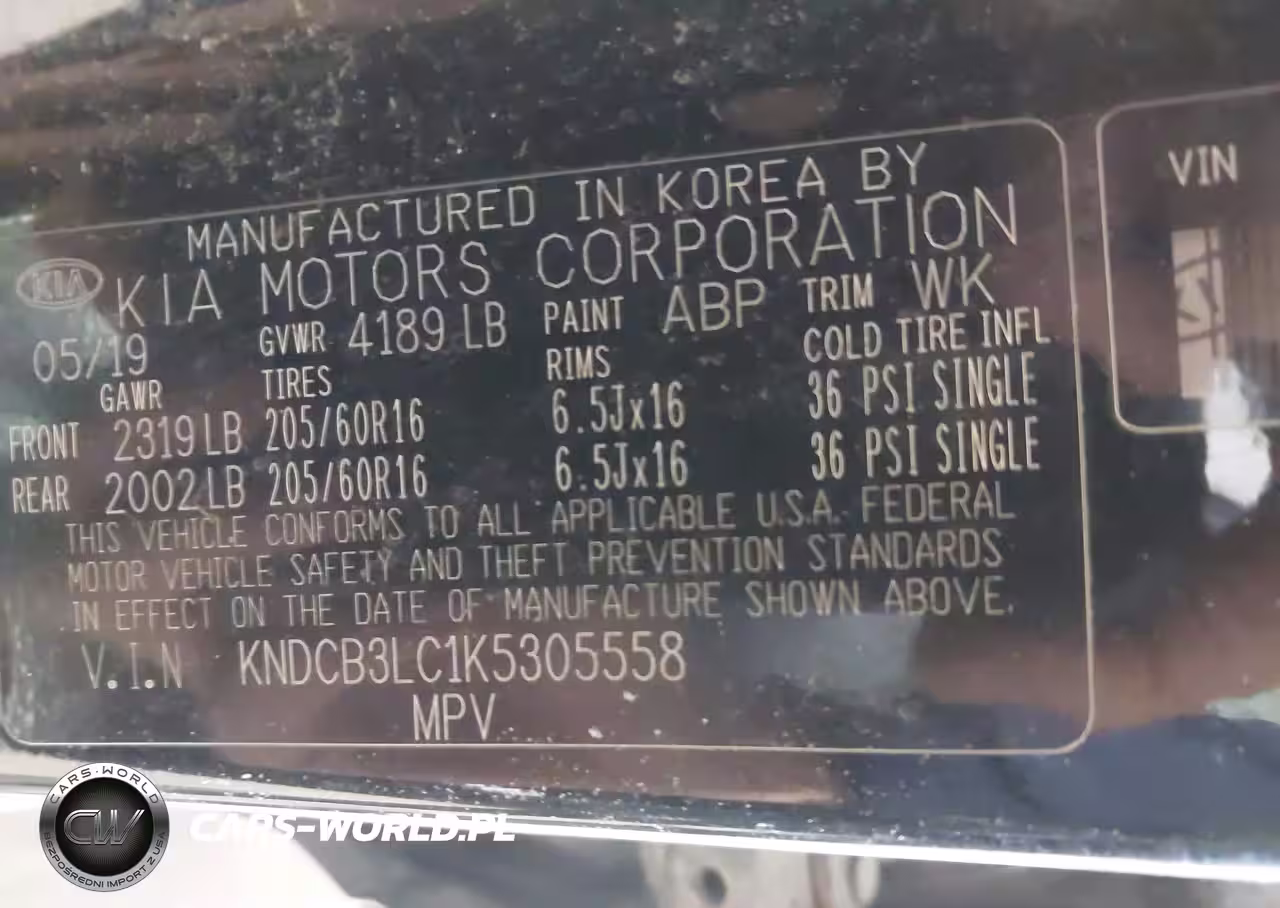 MANUFACTURED IN KOREA BY
KIA KIA MOTORS CORPORATION
05/19 GVWR 4189 LB PAINT ABP TRIM WK
GAWR TIRES RIMS COLD TIRE INFL
FRONT 2319 LB 205/60R16 6.5Jx16 36 PSI SINGLE
REAR 2002 LB 205/60R16 6.5Jx16 36 PSI SINGLE
THIS VEHICLE CONFORMS TO ALL APPLICABLE U.S.A. FEDERAL
MOTOR VEHICLE SAFETY AND THEFT PREVENTION STANDARDS
IN EFFECT ON THE DATE OF MANUFACTURE SHOWN ABOVE.
V.I.N KNDCB3LC1K5305558
MPV
VIN
CARS-WORLD
CW
BEZPOŚREDNI IMPORT Z USA
CARS-WORLD.PL